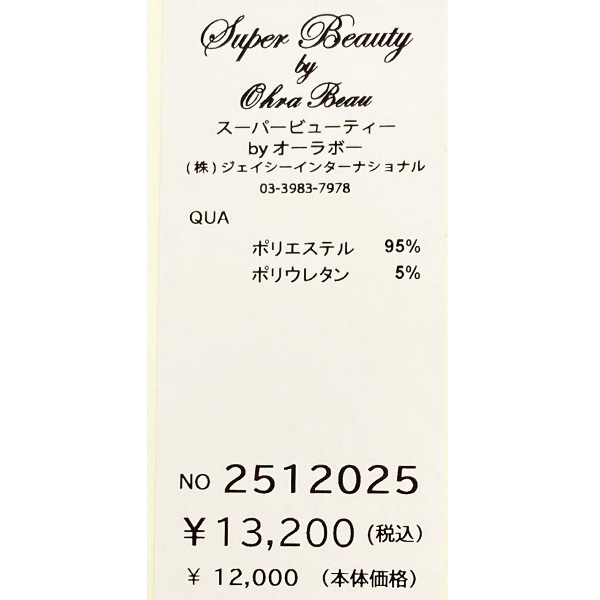 Super Beauty
by
Ohra Beau
スーパービューティー
by オーラボー
(株)ジェイシーインターナショナル
03-3983-7978
QUA
ポリエステル 95%
ポリウレタン 5%
NO 2512025
¥13,200(税込)
¥ 12,000 (本体価格)